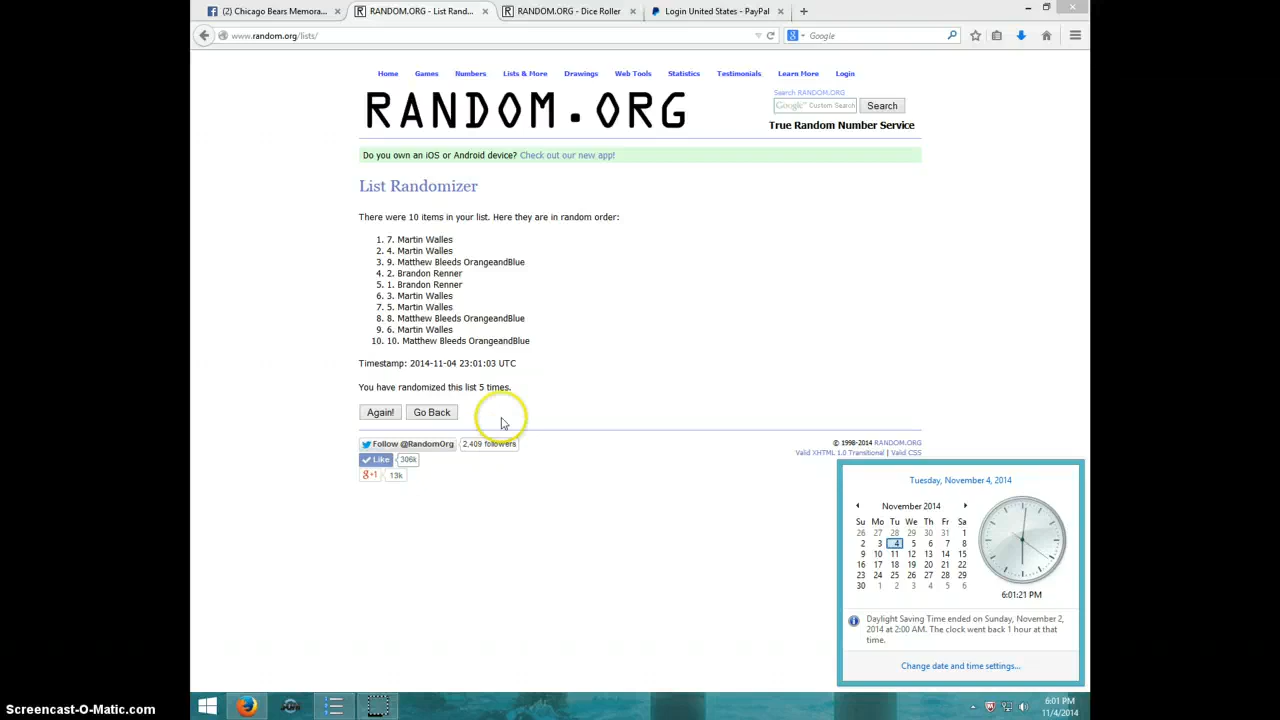 (2) Chicago Bears Memora...
RANDOM.ORG - List Rand...
RANDOM.ORG - Dice Roller
Login United States - PayPal
www.random.org/lists/
Google
Home Games Numbers Lists & More Drawings Web Tools Statistics Testimonials Learn More Login
RANDOM.ORG
Search RANDOM.ORG
Google™ Custom Search Search
True Random Number Service
Do you own an iOS or Android device? Check out our new app!
List Randomizer
There were 10 items in your list. Here they are in random order:
1. 7. Martin Walles
2. 4. Martin Walles
3. 9. Matthew Bleeds OrangeandBlue
4. 2. Brandon Renner
5. 1. Brandon Renner
6. 3. Martin Walles
7. 5. Martin Walles
8. 8. Matthew Bleeds OrangeandBlue
9. 6. Martin Walles
10. 10. Matthew Bleeds OrangeandBlue
Timestamp: 2014-11-04 23:01:03 UTC
You have randomized this list 5 times.
Again! Go Back
Follow @RandomOrg 2,409 followers
Like 306k
g+1 13k
© 1998-2014 RANDOM.ORG
Valid XHTML 1.0 Transitional | Valid CSS
Tuesday, November 4, 2014
November 2014
Su Mo Tu We Th Fr Sa
26 27 28 29 30 31 1
2 3 4 5 6 7 8
9 10 11 12 13 14 15
16 17 18 19 20 21 22
23 24 25 26 27 28 29
30 1 2 3 4 5 6
6:01:21 PM
Daylight Saving Time ended on Sunday, November 2,
2014 at 2:00 AM. The clock went back 1 hour at that
time.
Change date and time settings...
6:01 PM
11/4/2014
Screencast-O-Matic.com